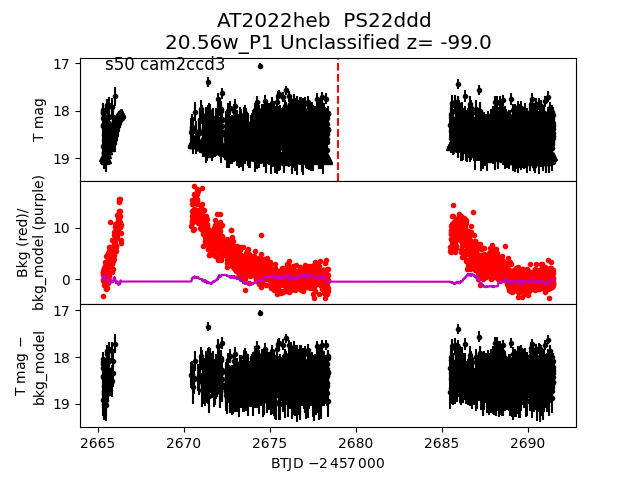 AT2022heb  PS22ddd
20.56w_P1 Unclassified z= -99.0
s50 cam2ccd3
17
18
19
T mag
10
0
Bkg (red)/
bkg_model (purple)
17
18
19
T mag −
bkg_model
2665
2670
2675
2680
2685
2690
BTJD −2 457 000